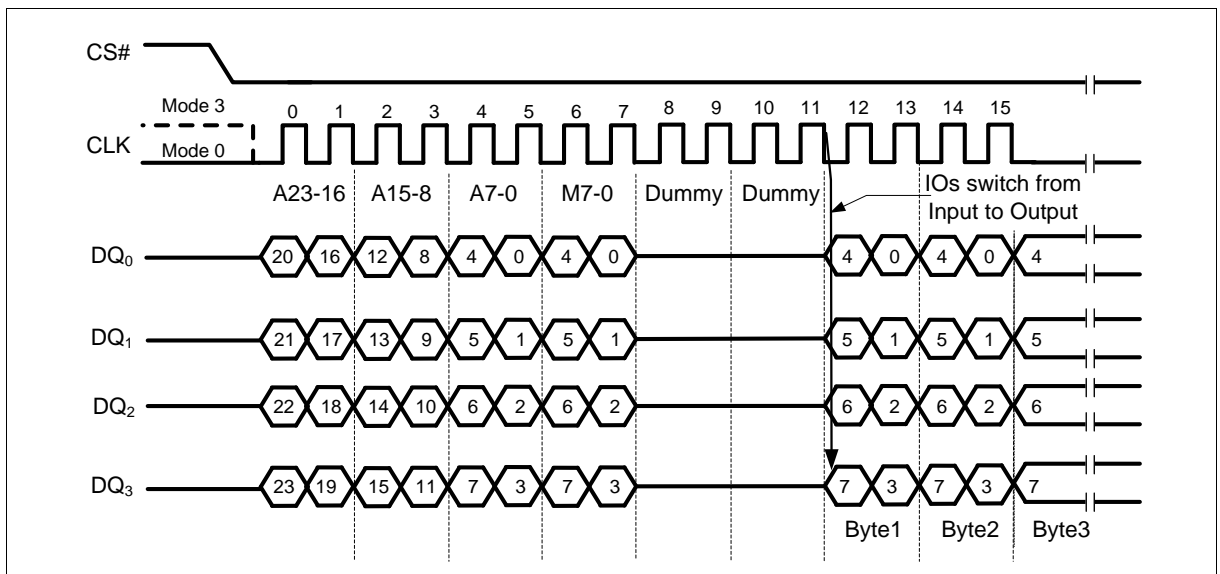 CS#
Mode 3
CLK
Mode 0
0 1 2 3 4 5 6 7 8 9 10 11 12 13 14 15
A23-16 A15-8 A7-0 M7-0 Dummy Dummy
IOs switch from
Input to Output
DQ0 20 16 12 8 4 0 4 0 4 0 4 0 4
DQ1 21 17 13 9 5 1 5 1 5 1 5 1 5
DQ2 22 18 14 10 6 2 6 2 6 2 6 2 6
DQ3 23 19 15 11 7 3 7 3 7 3 7 3 7
Byte1 Byte2 Byte3